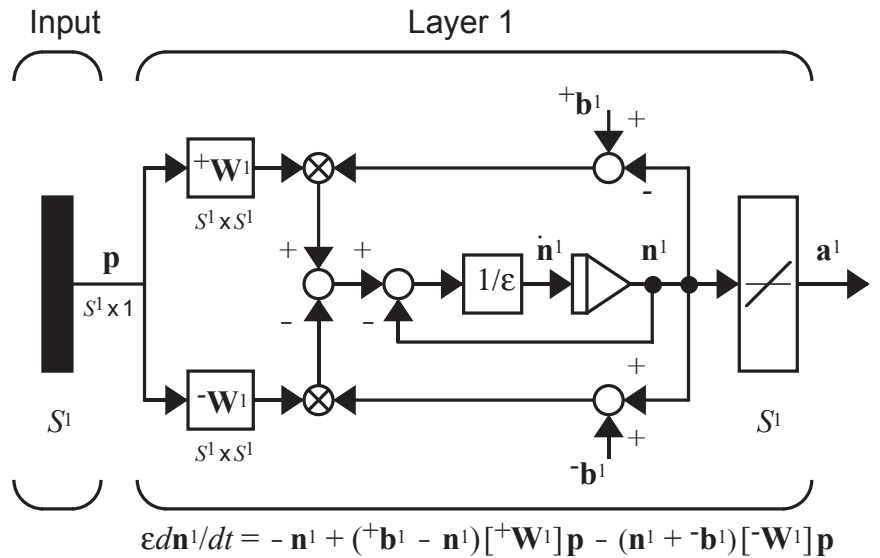 Input
Layer 1
⁺b¹
+
-
⁺W¹
S¹ x S¹
p
S¹ x 1
+
+
-
-
1/ε
ṅ¹
n¹
a¹
⁻W¹
S¹ x S¹
+
+
⁻b¹
S¹
S¹
εdn¹/dt = - n¹ + (⁺b¹ - n¹)[⁺W¹]p - (n¹ + ⁻b¹)[⁻W¹]p